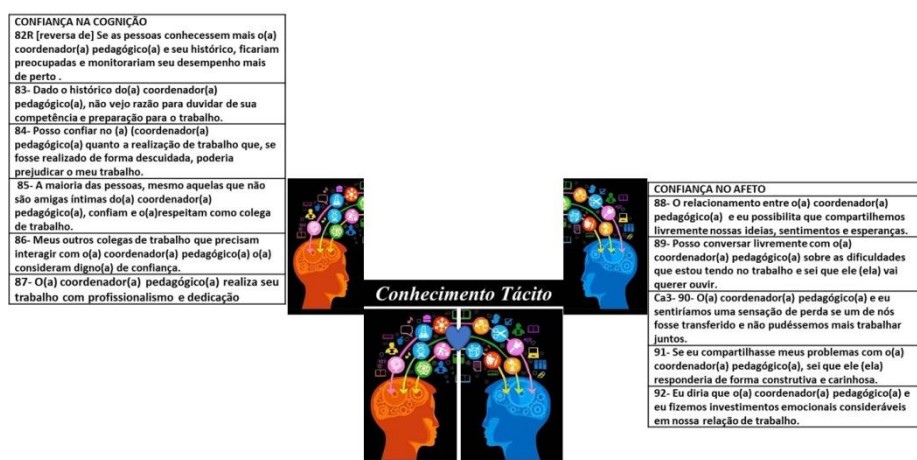 CONFIANÇA NA COGNIÇÃO
82R [reversa de] Se as pessoas conhecessem mais o(a)
coordenador(a) pedagógico(a) e seu histórico, ficariam
preocupadas e monitorariam seu desempenho mais
de perto .
83- Dado o histórico do(a) coordenador(a)
pedagógico(a), não vejo razão para duvidar de sua
competência e preparação para o trabalho.
84- Posso confiar no (a) (coordenador(a)
pedagógico(a) quanto a realização de trabalho que, se
fosse realizado de forma descuidada, poderia
prejudicar o meu trabalho.
85- A maioria das pessoas, mesmo aquelas que não
são amigas íntimas do(a) coordenador(a)
pedagógico(a), confiam e o(a)respeitam como colega
de trabalho.
86- Meus outros colegas de trabalho que precisam
interagir com o(a) coordenador(a) pedagógico(a) o(a)
consideram digno(a) de confiança.
87- O(a) coordenador(a) pedagógico(a) realiza seu
trabalho com profissionalismo e dedicação
Conhecimento Tácito
CONFIANÇA NO AFETO
88- O relacionamento entre o(a) coordenador(a)
pedagógico(a) e eu possibilita que compartilhemos
livremente nossas ideias, sentimentos e esperanças.
89- Posso conversar livremente com o(a)
coordenador(a) pedagógico(a) sobre as dificuldades
que estou tendo no trabalho e sei que ele (ela) vai
querer ouvir.
Ca3- 90- O(a) coordenador(a) pedagógico(a) e eu
sentiríamos uma sensação de perda se um de nós
fosse transferido e não pudéssemos mais trabalhar
juntos.
91- Se eu compartilhasse meus problemas com o(a)
coordenador(a) pedagógico(a), sei que ele (ela)
responderia de forma construtiva e carinhosa.
92- Eu diria que o(a) coordenador(a) pedagógico(a) e
eu fizemos investimentos emocionais consideráveis
em nossa relação de trabalho.